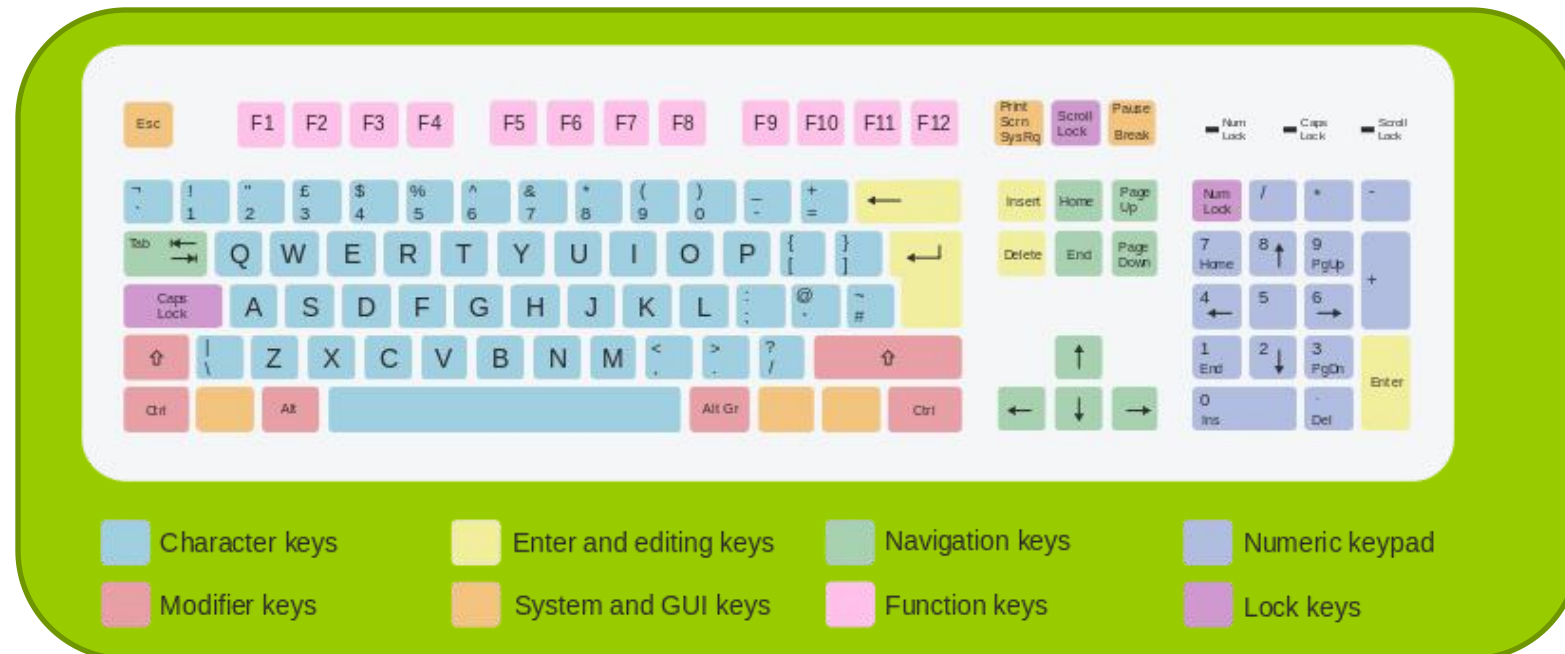 Esc F1 F2 F3 F4 F5 F6 F7 F8 F9 F10 F11 F12
Print
Scrn
SysRq
Scroll
Lock
Pause
Break
Num
Lock
Caps
Lock
Scroll
Lock
¬ ! " £ $ % ^ & * ( ) _ +
` 1 2 3 4 5 6 7 8 9 0 - = ←
Insert Home
Page
Up
Num
Lock
/ * -
Tab Q W E R T Y U I O P { }
[ ]
Delete End
Page
Down
7 8 ↑ 9
Home PgUp
+
Caps
Lock
A S D F G H J K L : @ ~
; ' #
4 5 6
← →
⇧ | Z X C V B N M < > ? ⇧
\ , . /
↑
1 2 ↓ 3
End PgDn
Enter
Ctrl Alt Alt Gr Ctrl
← ↓ →
0 .
Ins Del
Character keys Enter and editing keys Navigation keys Numeric keypad
Modifier keys System and GUI keys Function keys Lock keys